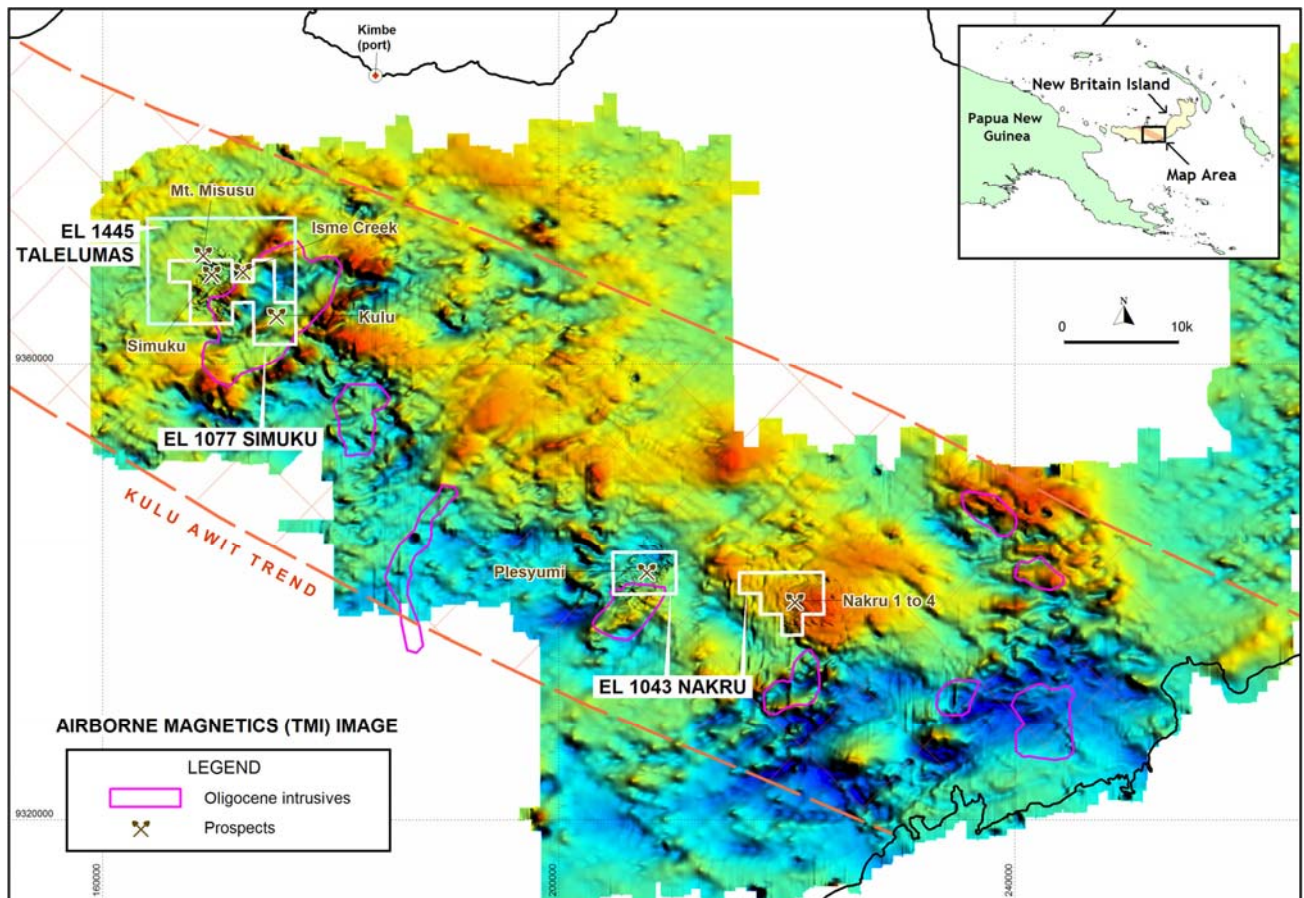 Kimbe
(port)
New Britain Island
Papua New
Guinea
Map Area
Mt. Misusu
EL 1445
TALELUMAS
Isme Creek
Simuku
Kulu
N
0 10k
9360000
EL 1077 SIMUKU
KULU AWIT TREND
Plesyumi
Nakru 1 to 4
EL 1043 NAKRU
AIRBORNE MAGNETICS (TMI) IMAGE
LEGEND
Oligocene intrusives
Prospects
9320000
160000
200000
240000